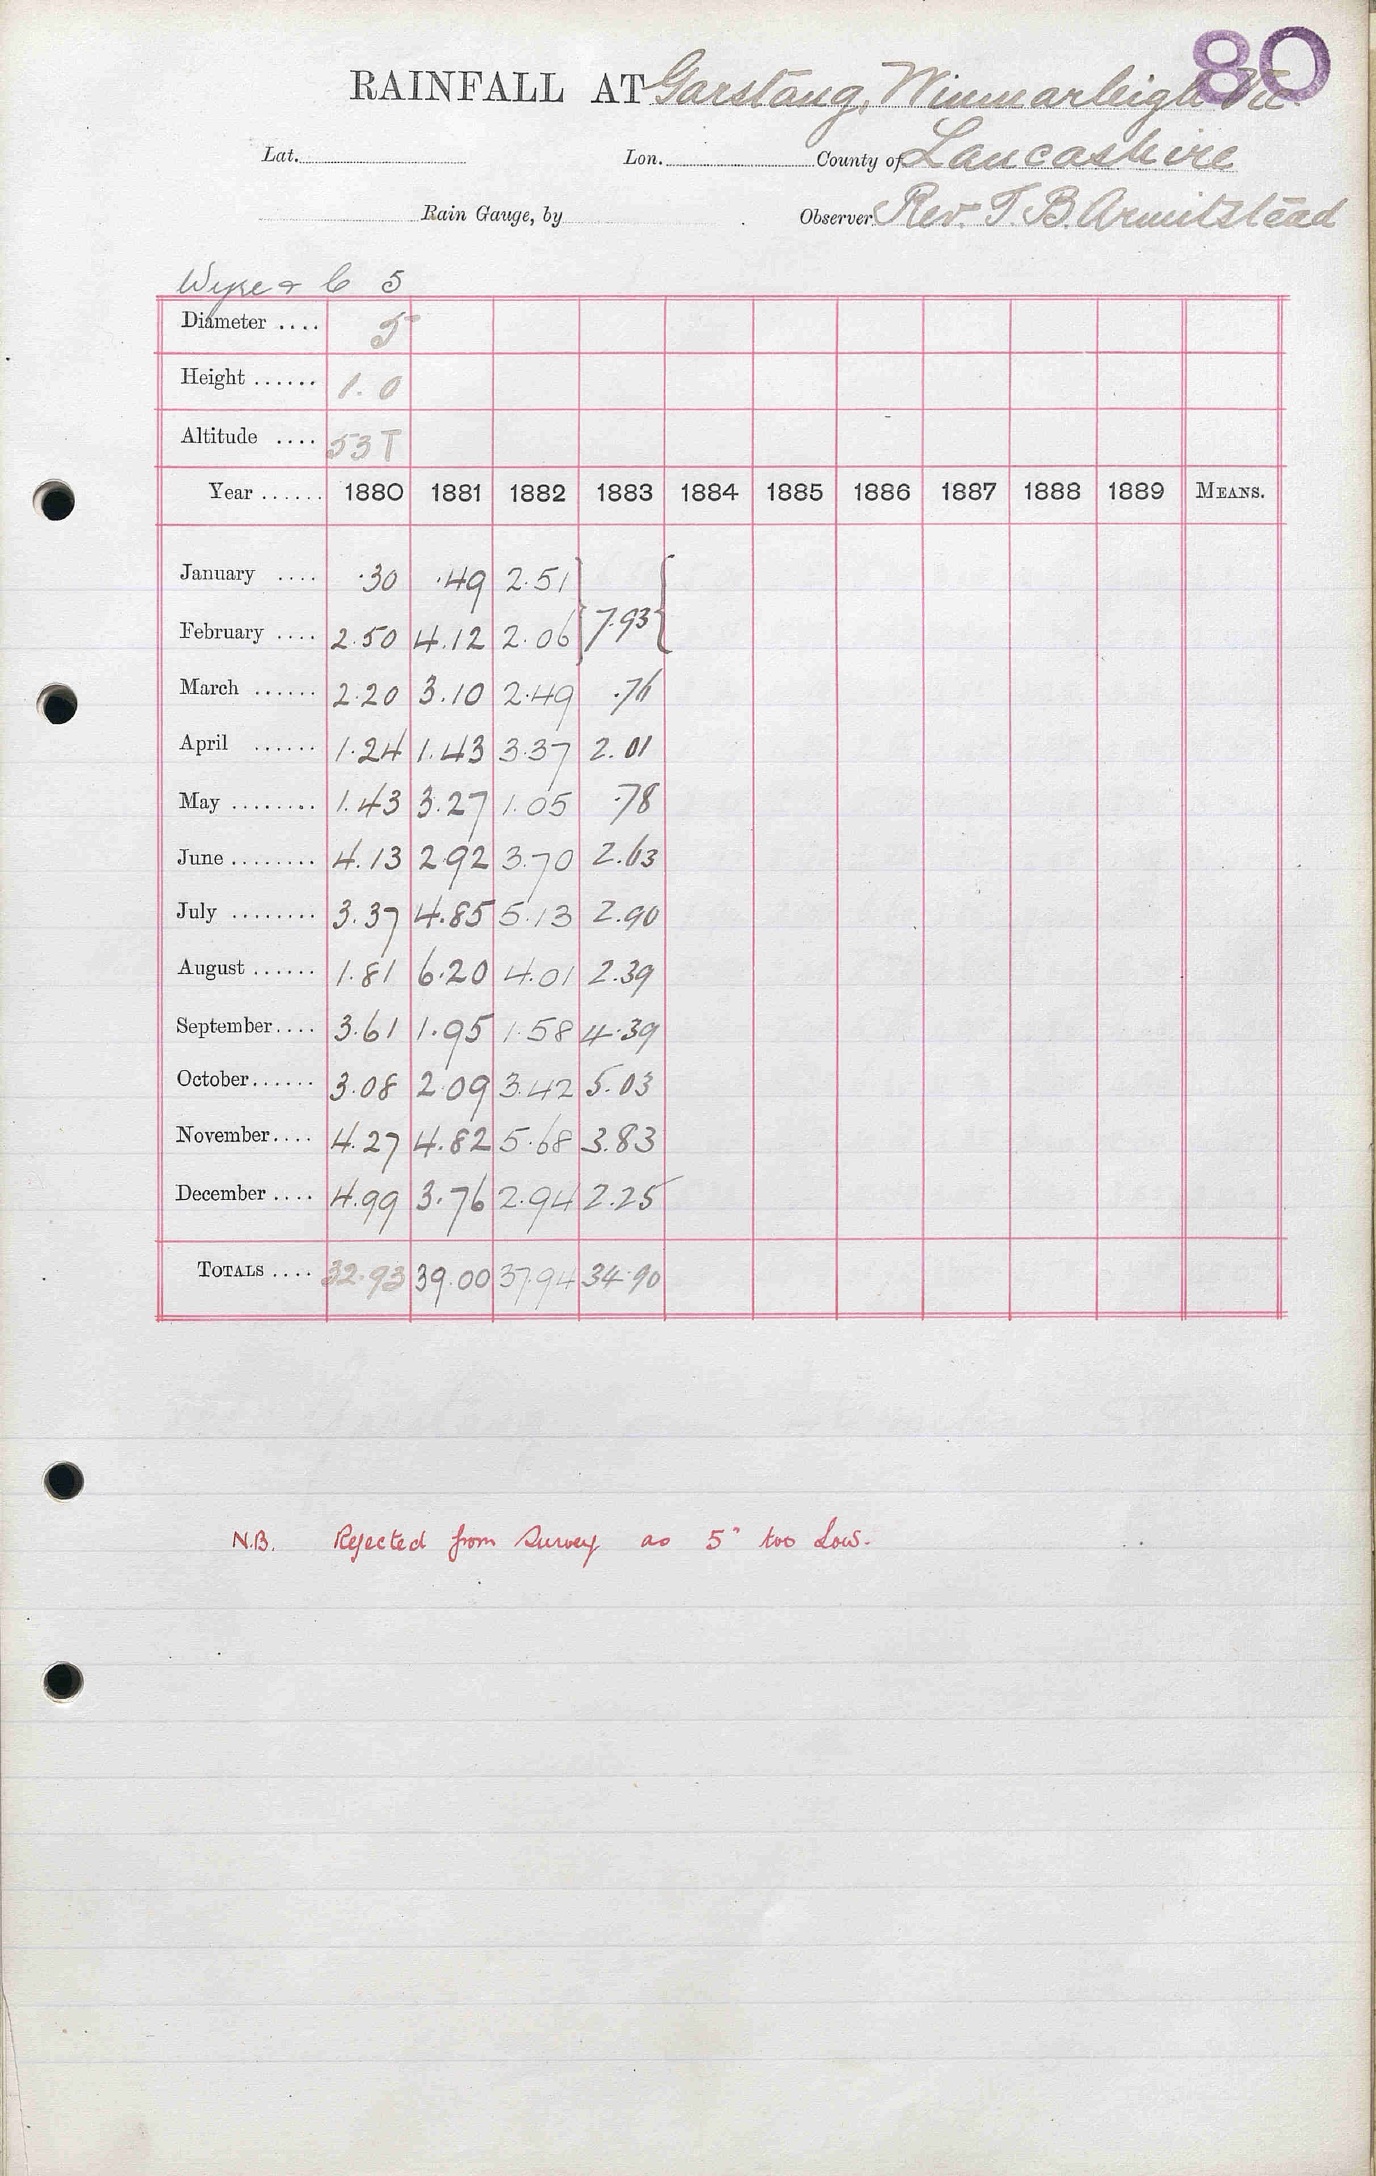 80
RAINFALL AT Garstang, Winmarleigh Vic.
Lat. Lon. County of Lancashire
Rain Gauge, by Observer Rev. T. B. Armitstead
5
Diameter .... 5
Height ...... 1.0
Altitude .... 53 T
Year ...... 1880 1881 1882 1883 1884 1885 1886 1887 1888 1889 MEANS.
January .... .30 .49 2.51
February .... 2.50 4.12 2.06 7.93
March ...... 2.20 3.10 2.49 .76
April ...... 1.24 1.43 3.37 2.01
May ........ 1.43 3.27 1.05 .78
June ........ 4.13 2.92 3.70 2.63
July ........ 3.37 4.85 5.13 2.90
August ...... 1.81 6.20 4.01 2.39
September.... 3.61 1.95 1.58 4.39
October...... 3.08 2.09 3.42 5.03
November.... 4.27 4.82 5.68 3.83
December .... 4.99 3.76 2.94 2.25
TOTALS .... 32.93 39.00 37.94 34.90
N.B. Rejected from Survey as 5" too Low.